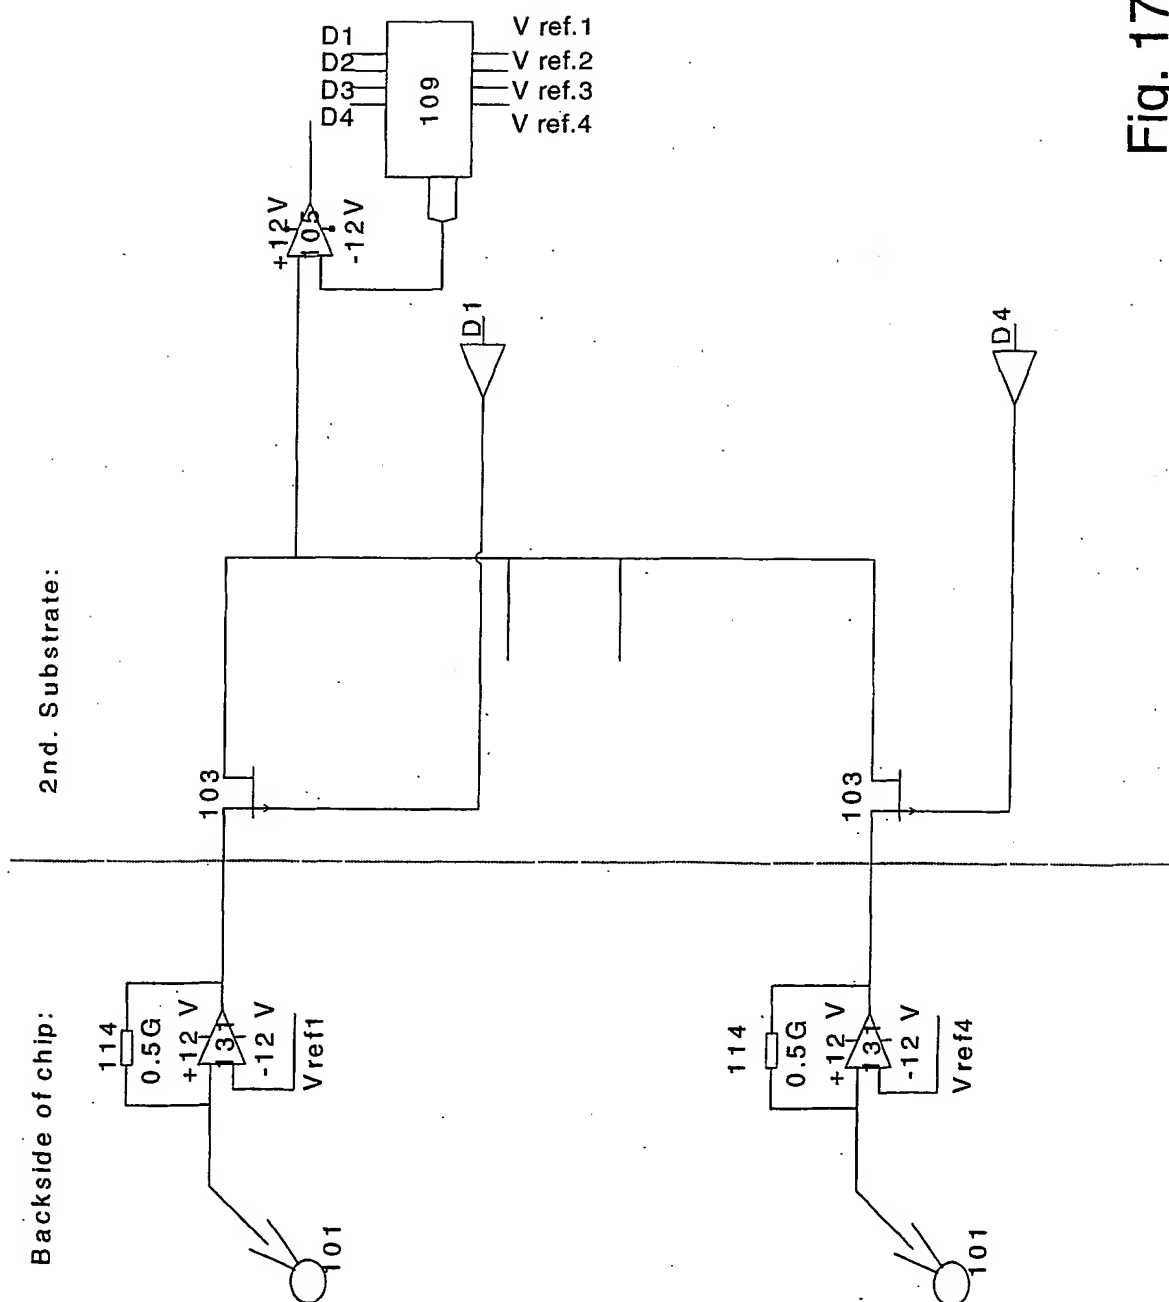 D1
D2
D3
D4
109
V ref.1
V ref.2
V ref.3
V ref.4
Fig. 17
+12V
105
-12V
D1
D4
2nd. Substrate:
103
103
Backside of chip:
114
0.5G
+12 V
131
-12 V
Vref1
114
0.5G
+12 V
131
-12 V
Vref4
101
101